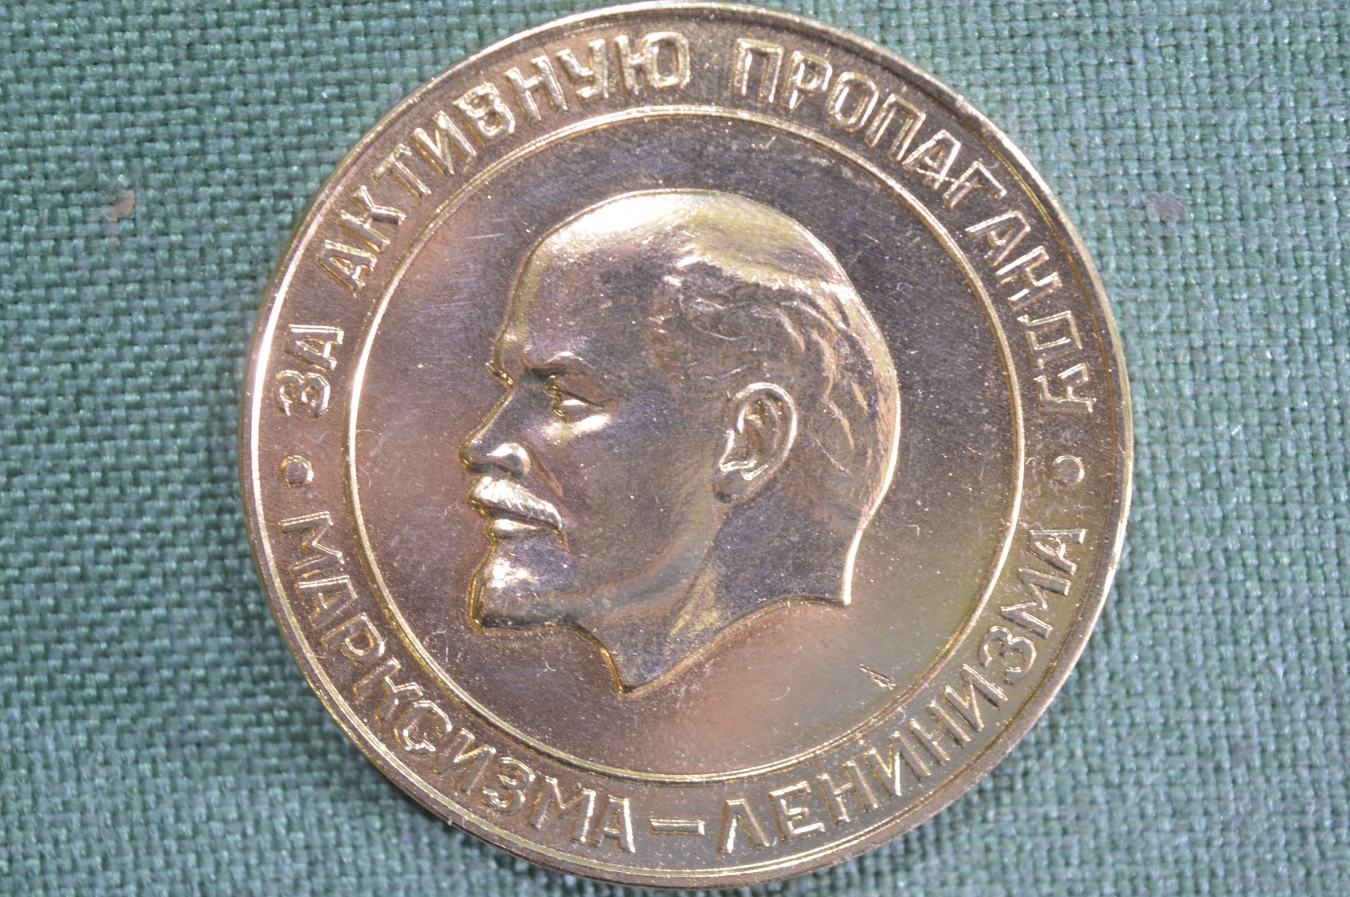 ЗА АКТИВНУЮ ПРОПАГАНДУ
МАРКСИЗМА–ЛЕНИНИЗМА